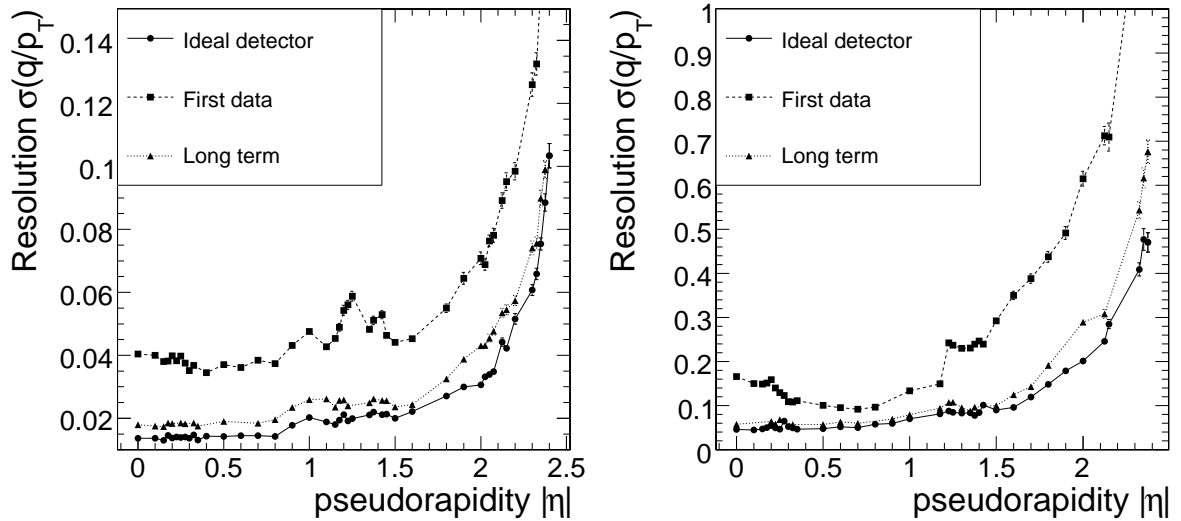 Resolution σ(q/pT)
0.14
0.12
0.1
0.08
0.06
0.04
0.02
Ideal detector
First data
Long term
0 0.5 1 1.5 2 2.5
pseudorapidity |η|
Resolution σ(q/pT)
1
0.9
0.8
0.7
0.6
0.5
0.4
0.3
0.2
0.1
0
Ideal detector
First data
Long term
0 0.5 1 1.5 2
pseudorapidity |η|